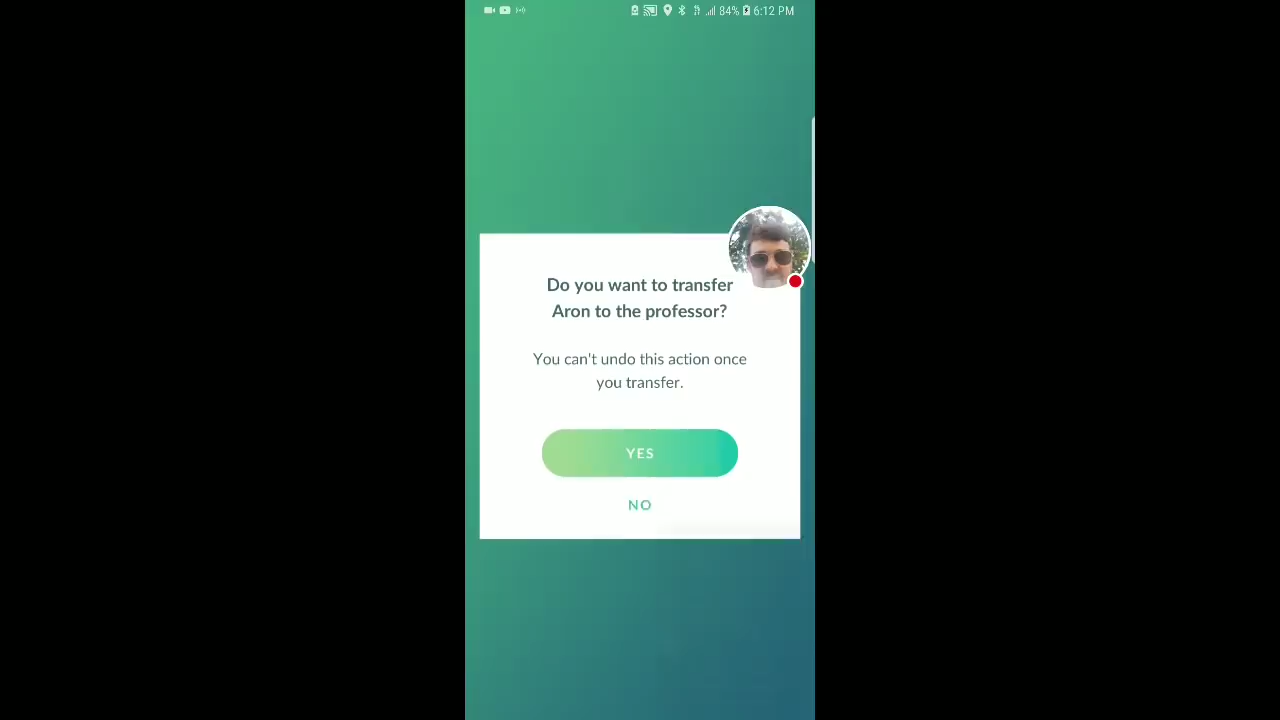 84% 6:12 PM
Do you want to transfer
Aron to the professor?
You can't undo this action once
you transfer.
YES
NO